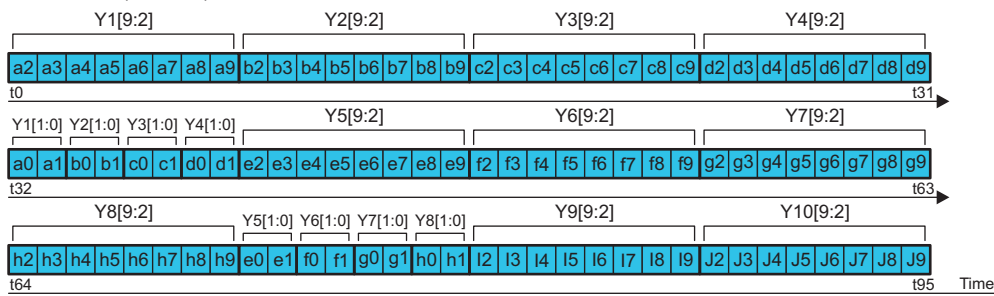 Y1[9:2] Y2[9:2] Y3[9:2] Y4[9:2]
a2 a3 a4 a5 a6 a7 a8 a9 b2 b3 b4 b5 b6 b7 b8 b9 c2 c3 c4 c5 c6 c7 c8 c9 d2 d3 d4 d5 d6 d7 d8 d9
t0 t31
Y1[1:0] Y2[1:0] Y3[1:0] Y4[1:0] Y5[9:2] Y6[9:2] Y7[9:2]
a0 a1 b0 b1 c0 c1 d0 d1 e2 e3 e4 e5 e6 e7 e8 e9 f2 f3 f4 f5 f6 f7 f8 f9 g2 g3 g4 g5 g6 g7 g8 g9
t32 t63
Y8[9:2] Y5[1:0] Y6[1:0] Y7[1:0] Y8[1:0] Y9[9:2] Y10[9:2]
h2 h3 h4 h5 h6 h7 h8 h9 e0 e1 f0 f1 g0 g1 h0 h1 I2 I3 I4 I5 I6 I7 I8 I9 J2 J3 J4 J5 J6 J7 J8 J9
t64 t95 Time